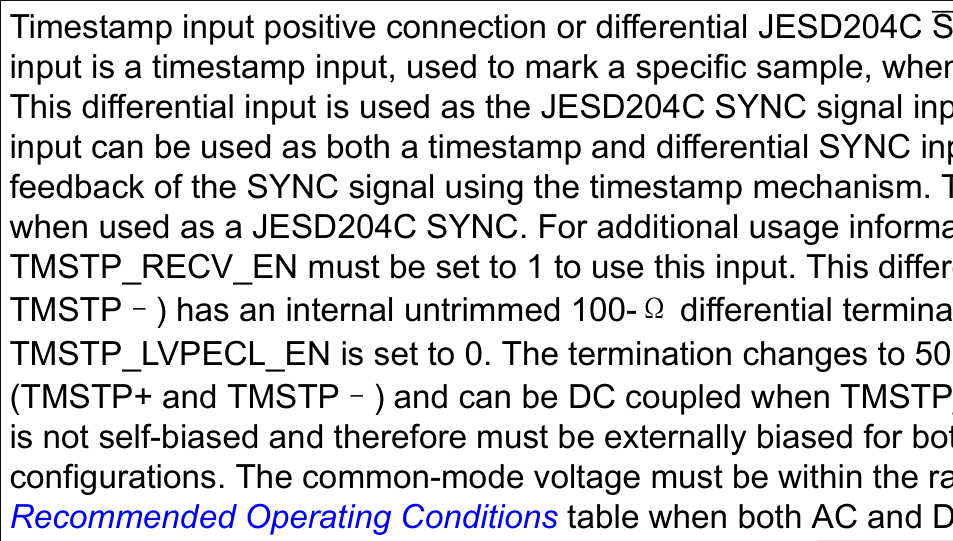 Timestamp input positive connection or differential JESD204C
input is a timestamp input, used to mark a specific sample, when
This differential input is used as the JESD204C SYNC signal inp
input can be used as both a timestamp and differential SYNC inp
feedback of the SYNC signal using the timestamp mechanism. T
when used as a JESD204C SYNC. For additional usage informa
TMSTP_RECV_EN must be set to 1 to use this input. This differ
TMSTP − ) has an internal untrimmed 100- Ω differential termina
TMSTP_LVPECL_EN is set to 0. The termination changes to 50
(TMSTP+ and TMSTP − ) and can be DC coupled when TMSTP
is not self-biased and therefore must be externally biased for bot
configurations. The common-mode voltage must be within the ra
Recommended Operating Conditions table when both AC and D